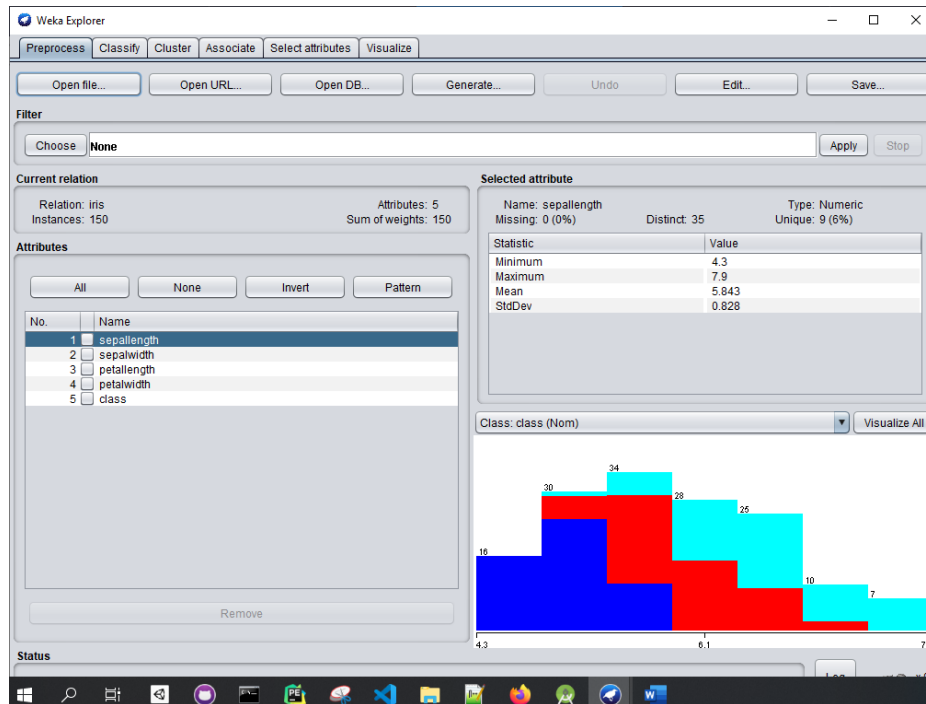 Weka Explorer
Preprocess Classify Cluster Associate Select attributes Visualize
Open file... Open URL... Open DB... Generate... Undo Edit... Save...
Filter
Choose None Apply Stop
Current relation
Relation: iris Attributes: 5
Instances: 150 Sum of weights: 150
Attributes
All None Invert Pattern
No. Name
1 sepallength
2 sepalwidth
3 petallength
4 petalwidth
5 class
Remove
Selected attribute
Name: sepallength Type: Numeric
Missing: 0 (0%) Distinct: 35 Unique: 9 (6%)
Statistic Value
Minimum 4.3
Maximum 7.9
Mean 5.843
StdDev 0.828
Class: class (Nom) Visualize All
34
30
28
25
16
10
7
4.3 6.1 7
Status
Log
PE
W